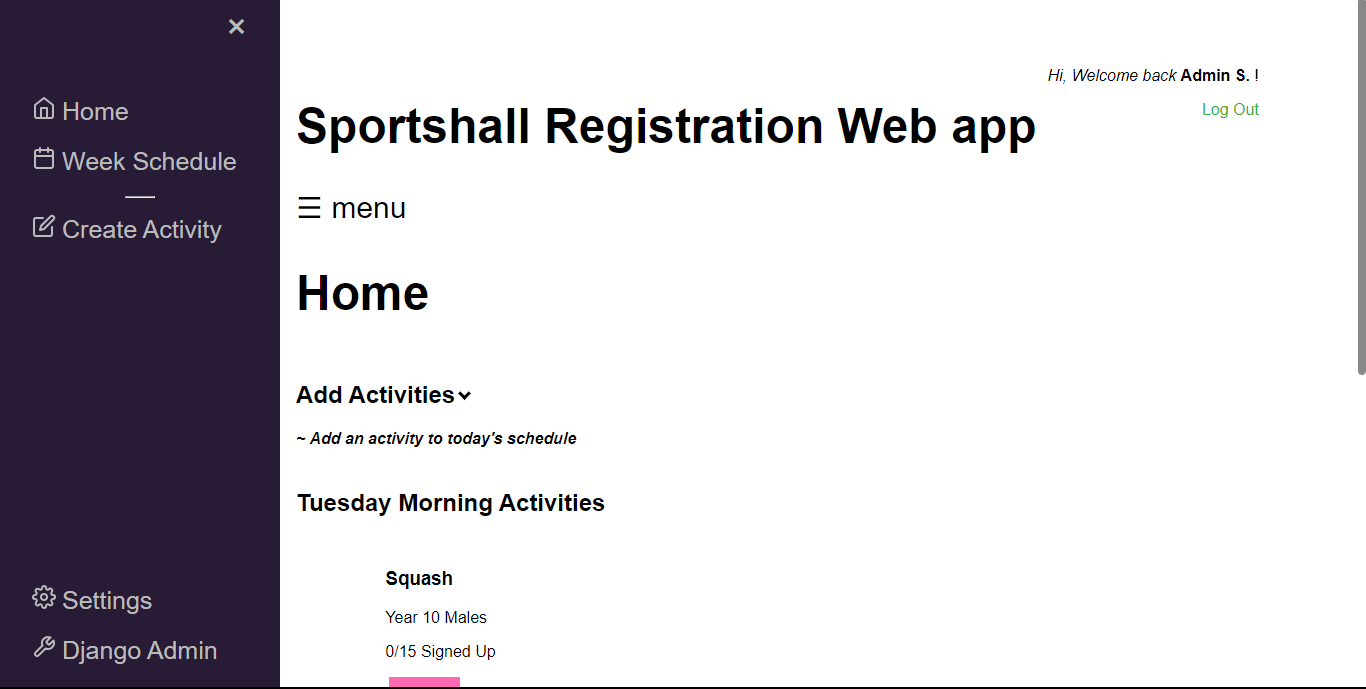 ×
Home
Week Schedule
Create Activity
Settings
Django Admin
Hi, Welcome back Admin S. !
Log Out
Sportshall Registration Web app
☰ menu
Home
Add Activities
~ Add an activity to today's schedule
Tuesday Morning Activities
Squash
Year 10 Males
0/15 Signed Up